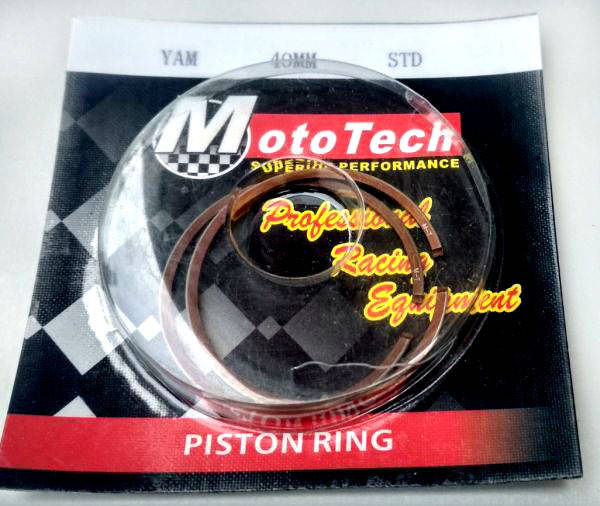 YAM 40MM STD
MotoTech
SUPERIOR PERFORMANCE
Professional
Racing
Equipment
PISTON RING